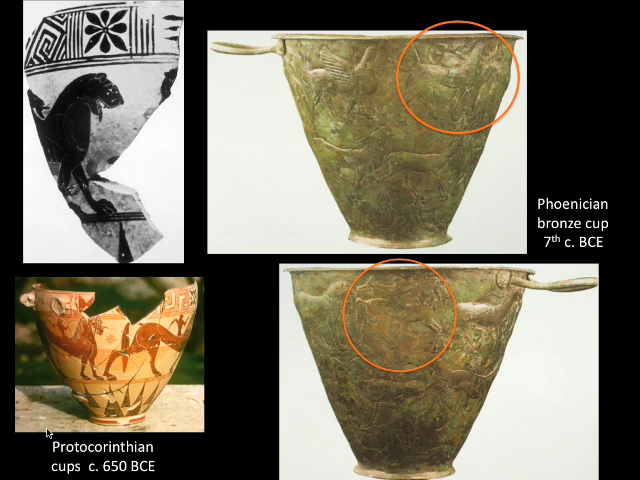 Phoenician
bronze cup
7th c. BCE
Protocorinthian
cups c. 650 BCE